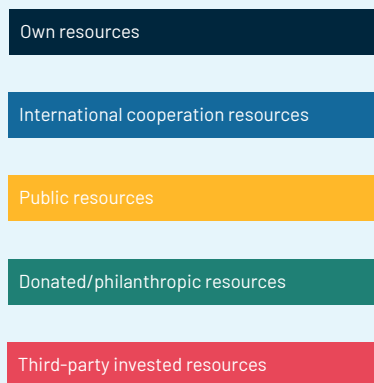 Own resources
International cooperation resources
Public resources
Donated/philanthropic resources
Third-party invested resources